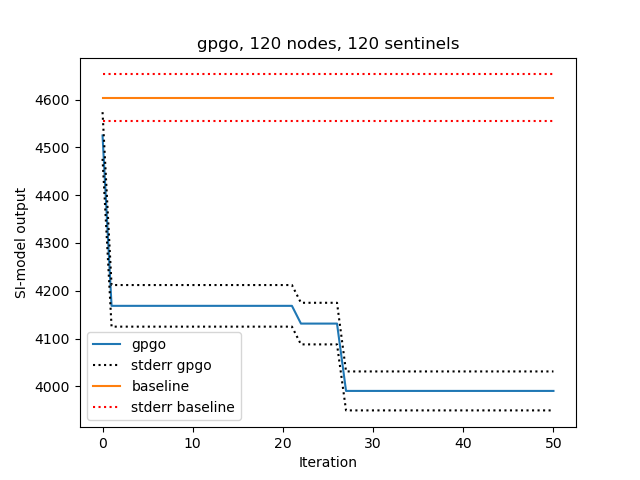 gpgo, 120 nodes, 120 sentinels
SI-model output
4600
4500
4400
4300
4200
4100
4000
gpgo
stderr gpgo
baseline
stderr baseline
0
10
20
30
40
50
Iteration